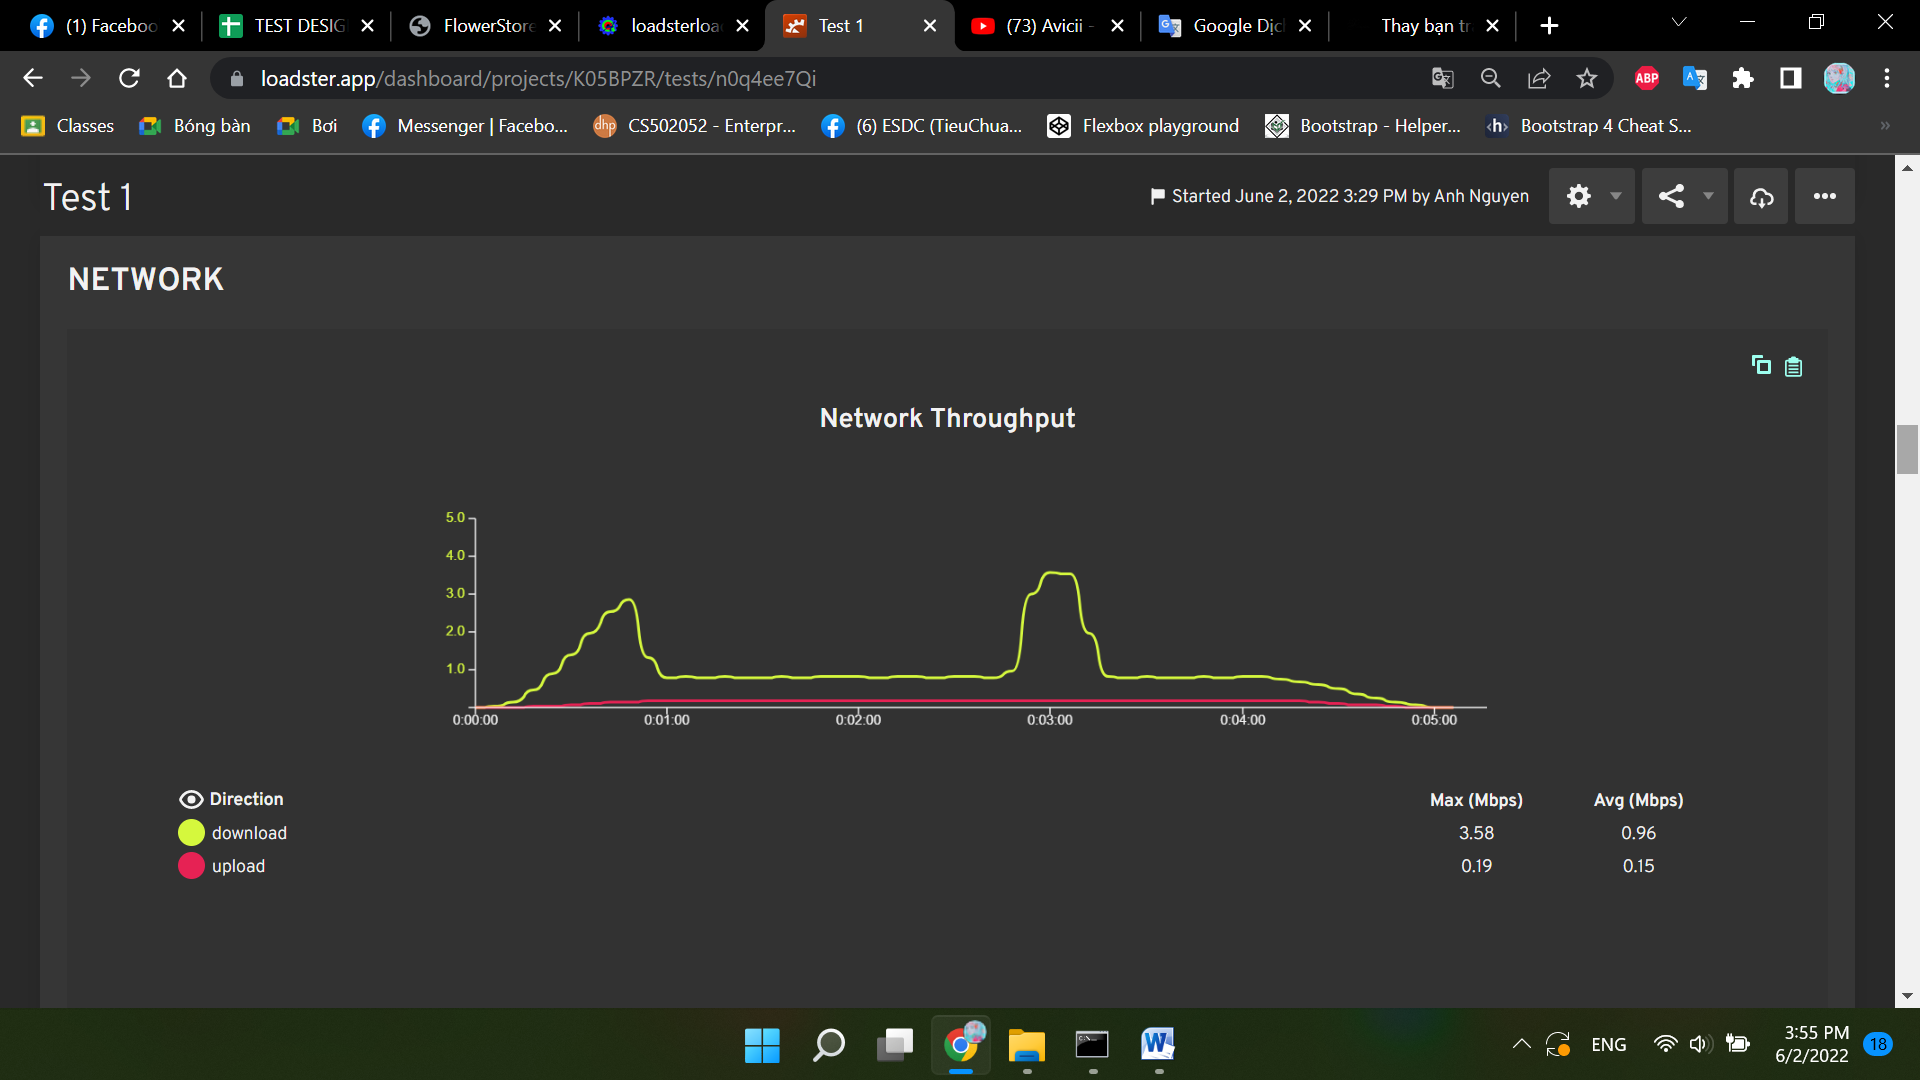 (1) Faceboo
TEST DESIG
FlowerStore
loadsterloa
Test 1
(73) Avicii -
Google Dịc
Thay bạn tr
loadster.app/dashboard/projects/K05BPZR/tests/n0q4ee7Qi
ABP
Classes
Bóng bàn
Bơi
Messenger | Facebo...
dhp
CS502052 - Enterpr...
(6) ESDC (TieuChua...
Flexbox playground
Bootstrap - Helper...
<h>
Bootstrap 4 Cheat S...
»
Test 1
Started June 2, 2022 3:29 PM by Anh Nguyen
NETWORK
Network Throughput
5.0
4.0
3.0
2.0
1.0
0:00:00
0:01:00
0:02:00
0:03:00
0:04:00
0:05:00
Direction
Max (Mbps)
Avg (Mbps)
download
3.58
0.96
upload
0.19
0.15
ENG
3:55 PM
6/2/2022
18